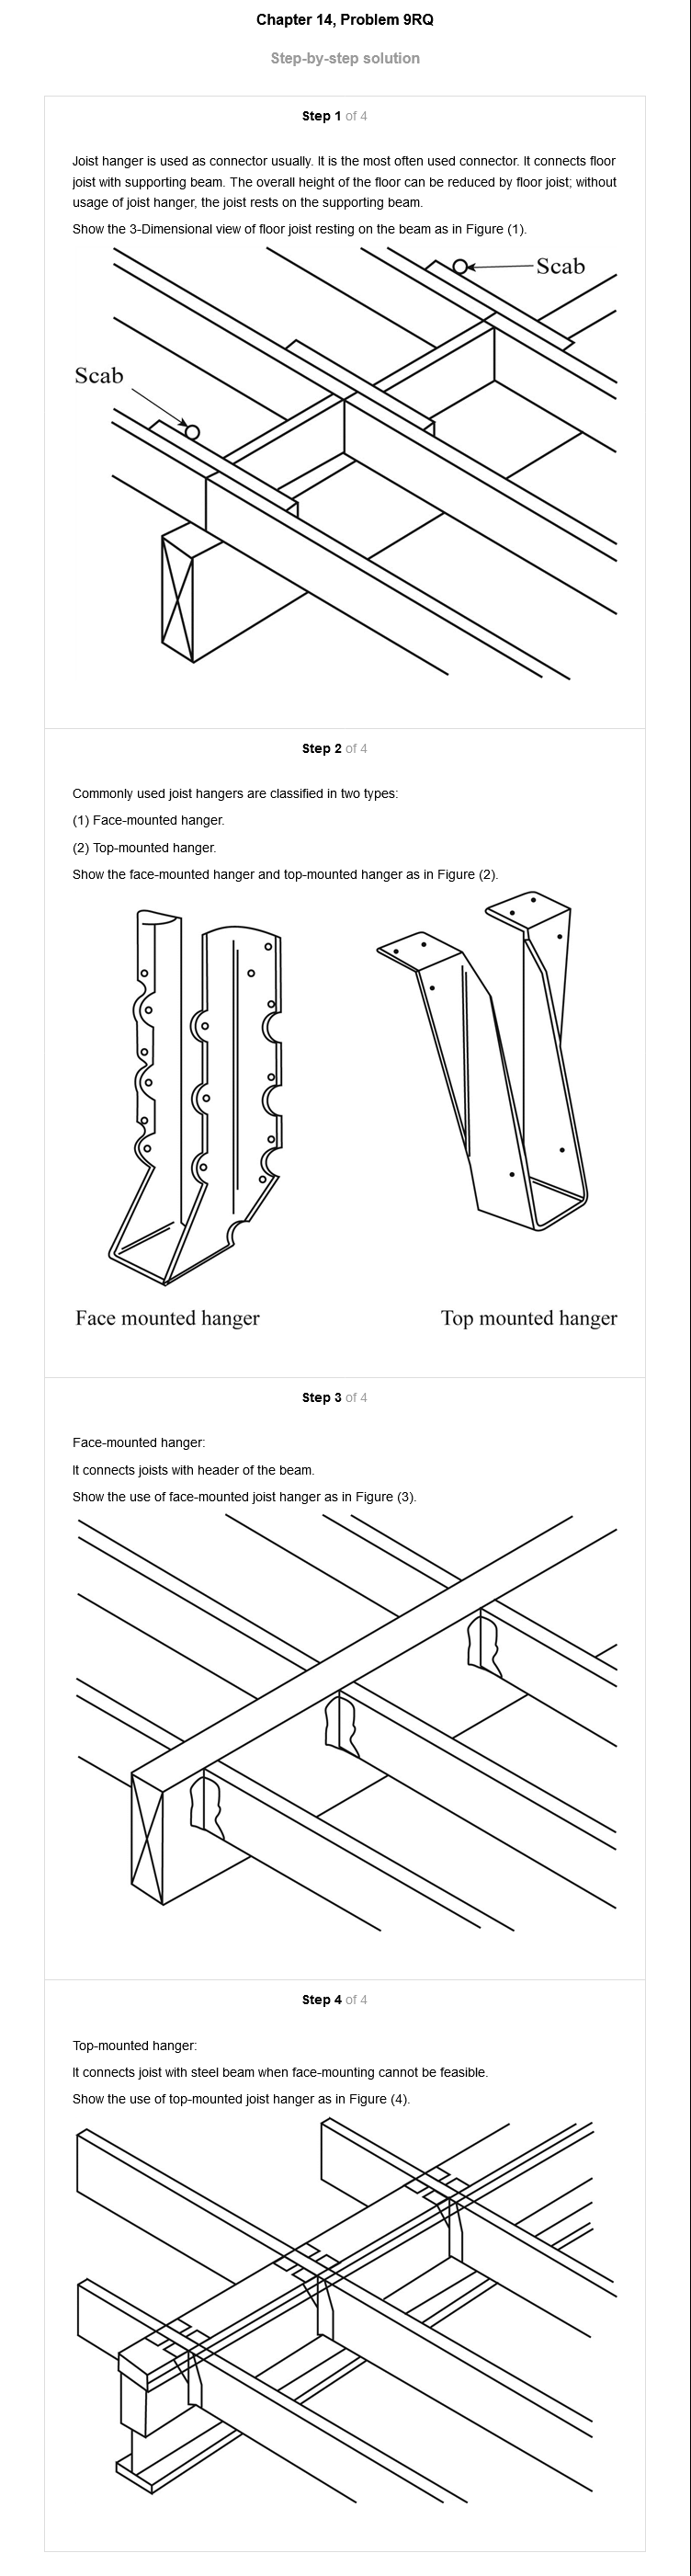 Chapter 14, Problem 9RQ
Step-by-step solution
Step 1 of 4
Joist hanger is used as connector usually. It is the most often used connector. It connects floor
joist with supporting beam. The overall height of the floor can be reduced by floor joist; without
usage of joist hanger, the joist rests on the supporting beam.
Show the 3-Dimensional view of floor joist resting on the beam as in Figure (1).
Scab
Scab
Step 2 of 4
Commonly used joist hangers are classified in two types:
(1) Face-mounted hanger.
(2) Top-mounted hanger.
Show the face-mounted hanger and top-mounted hanger as in Figure (2).
Face mounted hanger Top mounted hanger
Step 3 of 4
Face-mounted hanger:
It connects joists with header of the beam.
Show the use of face-mounted joist hanger as in Figure (3).
Step 4 of 4
Top-mounted hanger:
It connects joist with steel beam when face-mounting cannot be feasible.
Show the use of top-mounted joist hanger as in Figure (4).